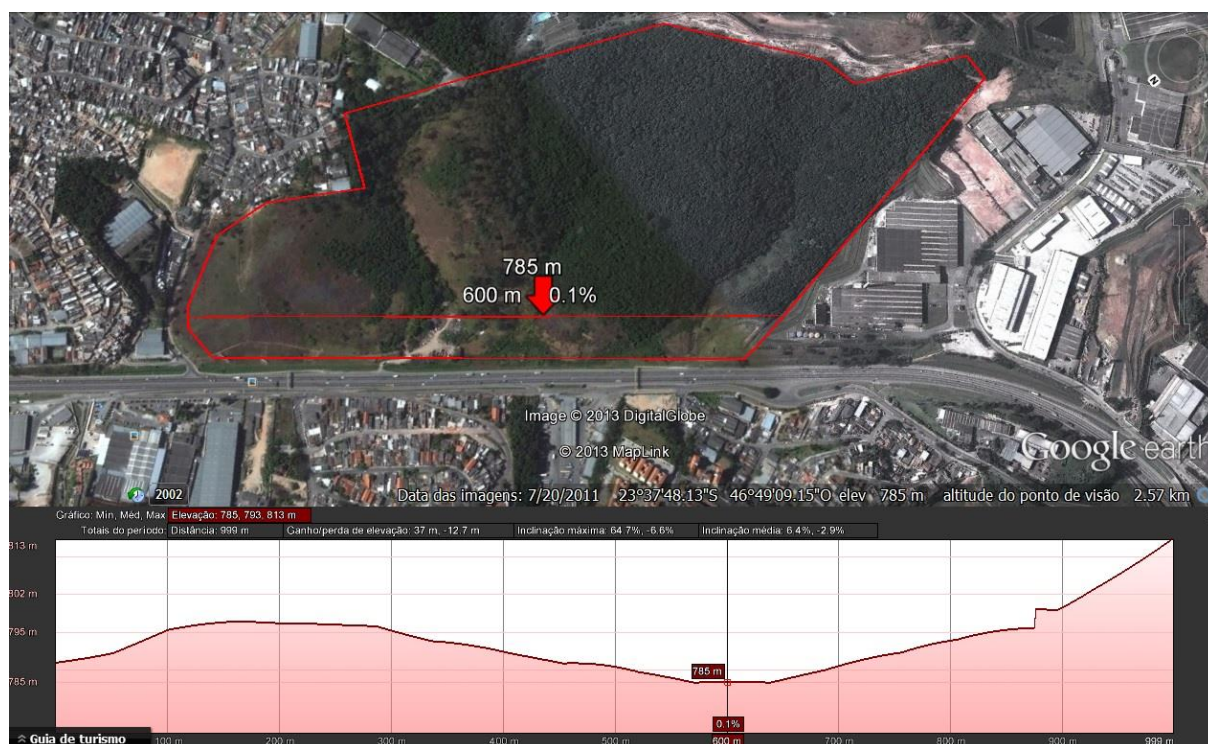 N
785 m
600 m 0.1%
Image © 2013 DigitalGlobe
© 2013 MapLink
Google earth
2002
Data das imagens: 7/20/2011 23°37'48.13"S 46°49'09.15"O elev 785 m altitude do ponto de visão 2.57 km
Gráfico: Min, Méd, Max Elevação: 785, 793, 813 m
Totais do período: Distância: 999 m Ganho/perda de elevação: 37 m, -12.7 m Inclinação máxima: 64.7%, -6.6% Inclinação média: 6.4%, -2.9%
813 m
802 m
795 m
785 m
785 m
0.1%
Guia de turismo
100 m 200 m 300 m 400 m 500 m 600 m 700 m 800 m 900 m 999 m